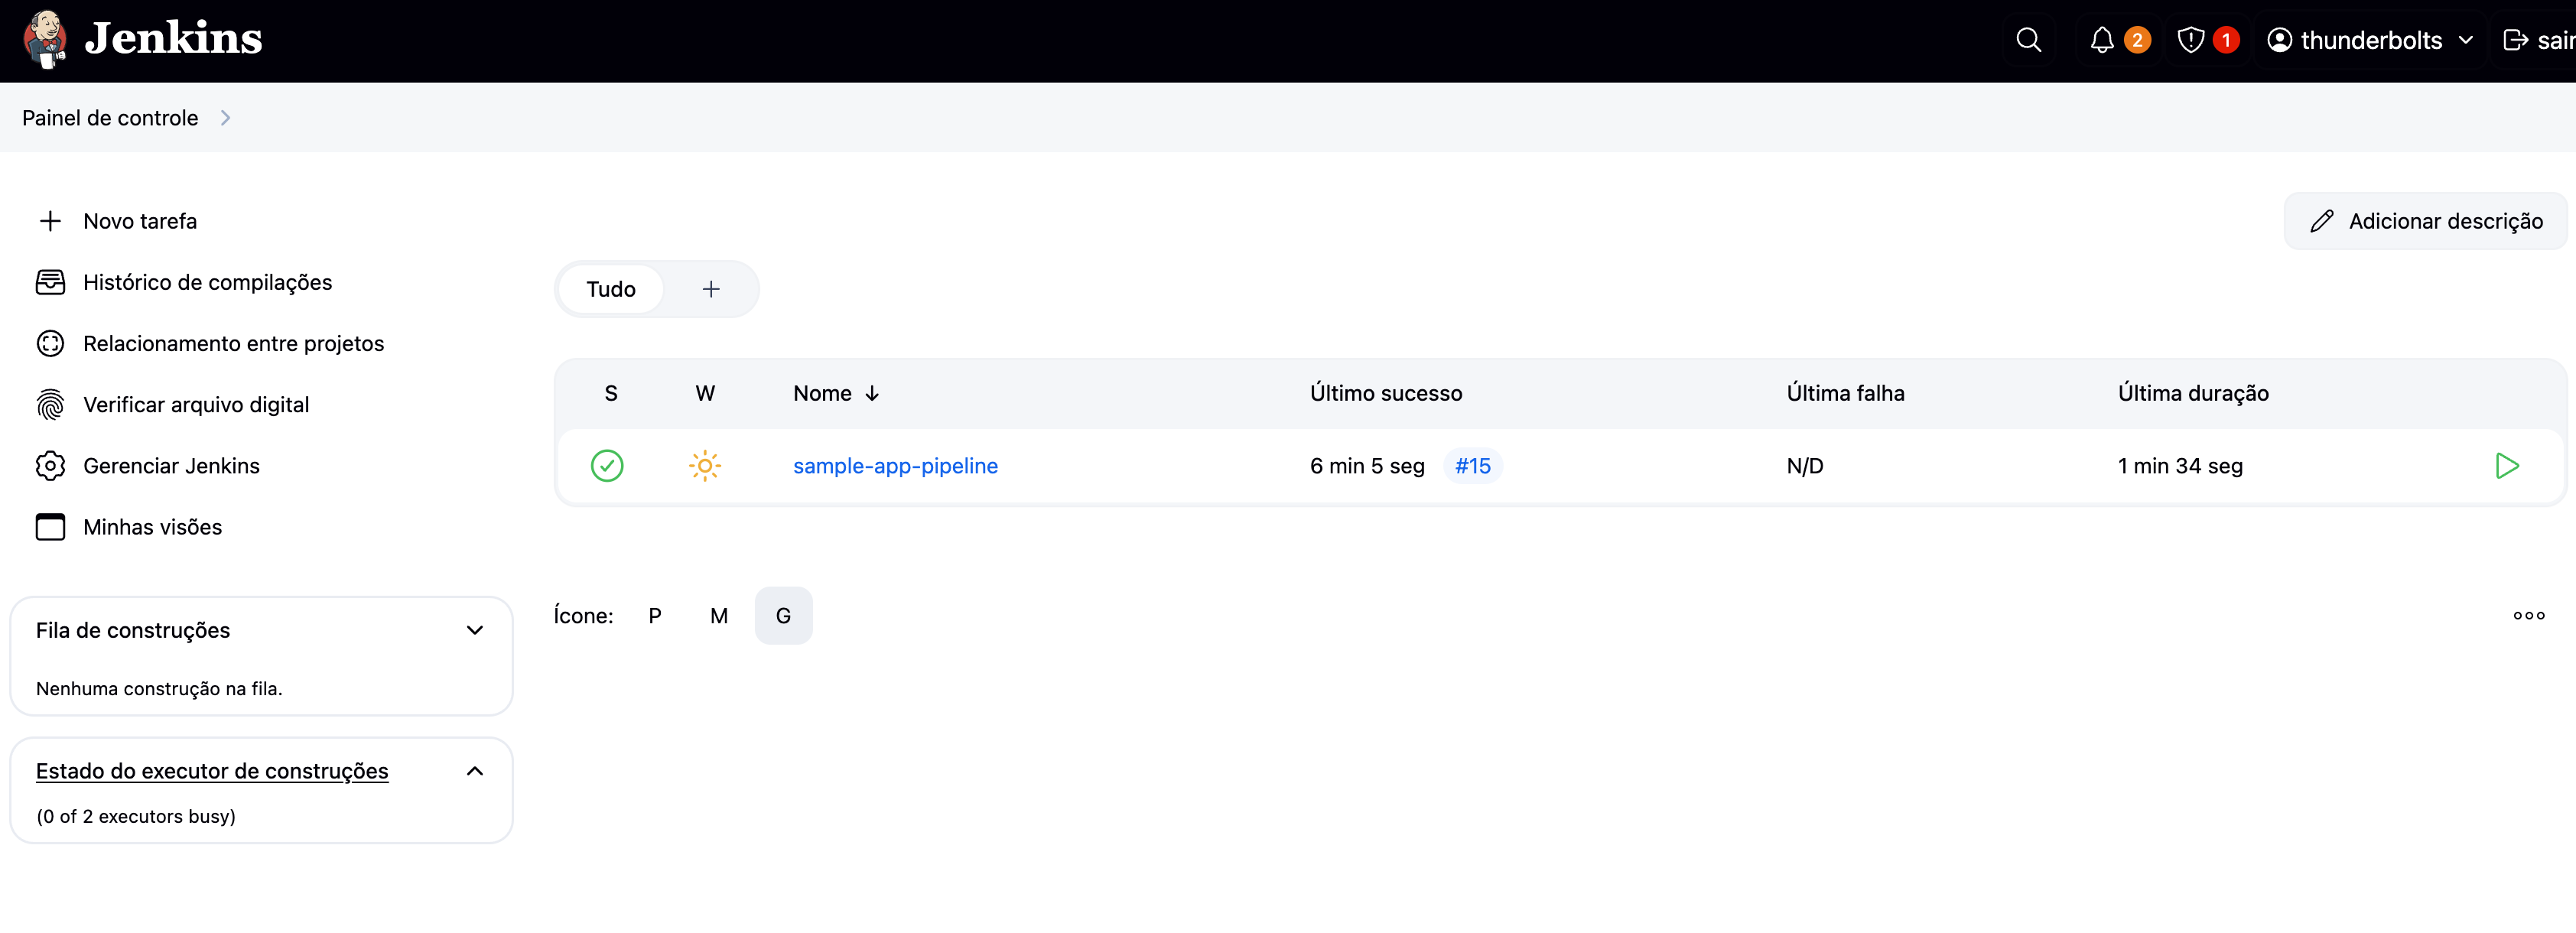 Jenkins
2
1
thunderbolts
sair
Painel de controle
Novo tarefa
Histórico de compilações
Relacionamento entre projetos
Verificar arquivo digital
Gerenciar Jenkins
Minhas visões
Fila de construções
Nenhuma construção na fila.
Estado do executor de construções
(0 of 2 executors busy)
Adicionar descrição
Tudo +
S W Nome ↓ Último sucesso Última falha Última duração
sample-app-pipeline 6 min 5 seg #15 N/D 1 min 34 seg
Ícone: P M G